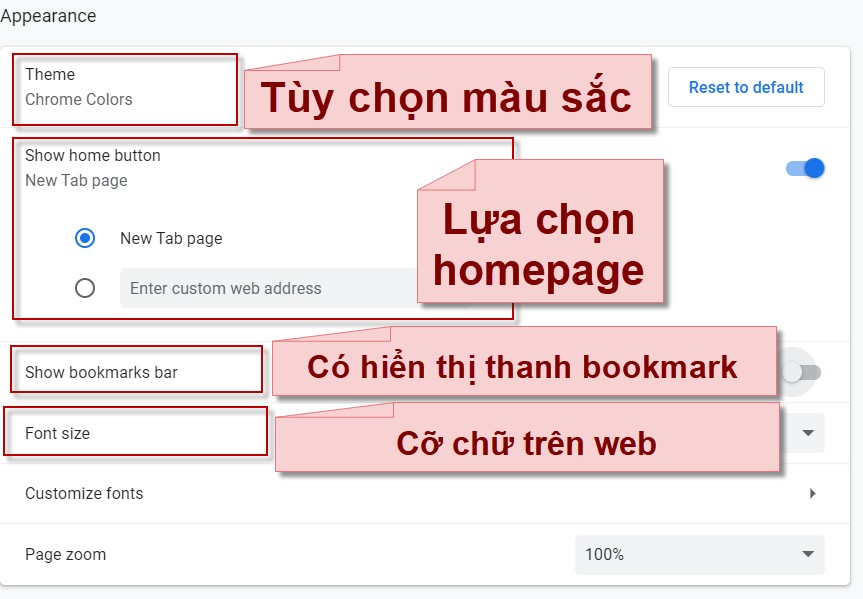 Appearance
Theme
Chrome Colors
Tùy chọn màu sắc
Reset to default
Show home button
New Tab page
New Tab page
Enter custom web address
Lựa chọn
homepage
Show bookmarks bar
Có hiển thị thanh bookmark
Font size
Cỡ chữ trên web
Customize fonts
Page zoom
100%